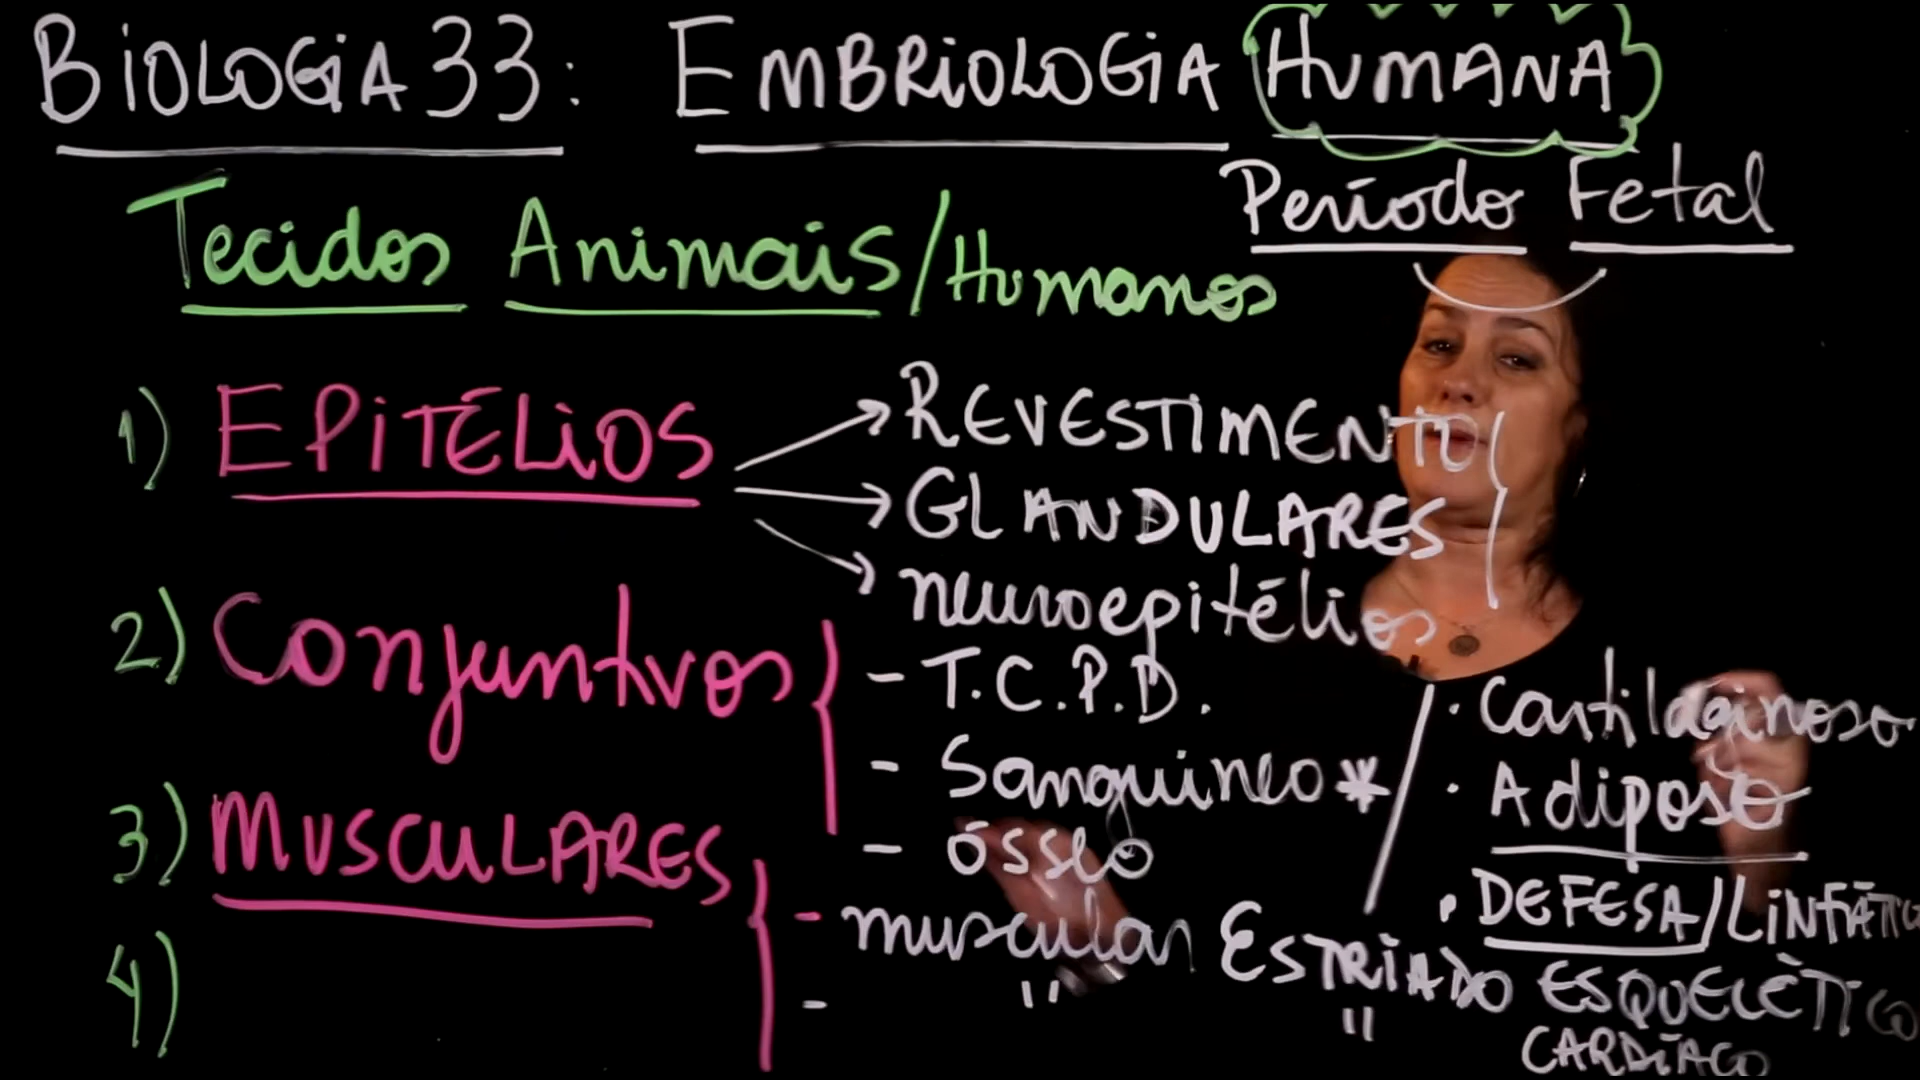 BIOLOGIA 33: EMBRIOLOGIA HUMANA
Período Fetal
Tecidos Animais/Humanos
1) EPITÉLIOS
REVESTIMENTO
GLANDULARES
neuroepitélios
2) Conjuntivos
- T.C.P.D.
- Sanguíneo*
- ósseo
· Cartilaginoso
· Adiposo
· DEFESA/LINFÁTICO
3) MUSCULARES
- muscular ESTRIADO ESQUELÉTICO
- " " CARDÍACO
4)